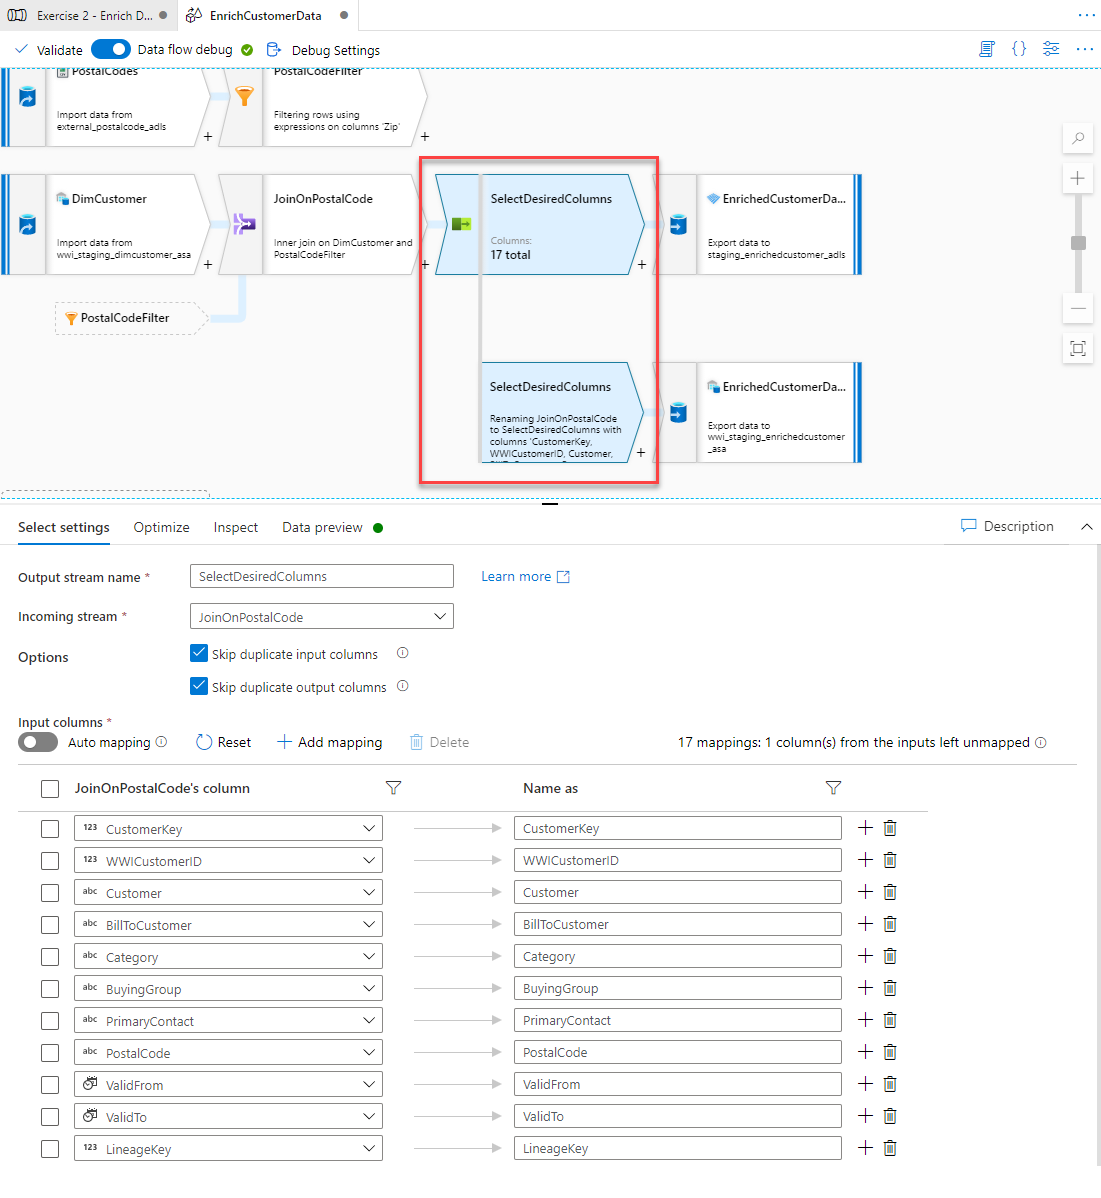 Exercise 2 - Enrich D...
EnrichCustomerData
Validate
Data flow debug
Debug Settings
PostalCodes
Import data from
external_postalcode_adls
+
PostalCodeFilter
Filtering rows using
expressions on columns 'Zip'
+
DimCustomer
Import data from
wwi_staging_dimcustomer_asa
+
JoinOnPostalCode
Inner join on DimCustomer and
PostalCodeFilter
+
SelectDesiredColumns
Columns:
17 total
+
EnrichedCustomerDa...
Export data to
staging_enrichedcustomer_adls
PostalCodeFilter
SelectDesiredColumns
Renaming JoinOnPostalCode
to SelectDesiredColumns with
columns 'CustomerKey,
WWICustomerID, Customer,
+
EnrichedCustomerDa...
Export data to
wwi_staging_enrichedcustomer
_asa
Select settings
Optimize
Inspect
Data preview
Description
Output stream name *
SelectDesiredColumns
Learn more
Incoming stream *
JoinOnPostalCode
Options
Skip duplicate input columns
Skip duplicate output columns
Input columns *
Auto mapping
Reset
Add mapping
Delete
17 mappings: 1 column(s) from the inputs left unmapped
JoinOnPostalCode's column
Name as
123 CustomerKey
CustomerKey
123 WWICustomerID
WWICustomerID
abc Customer
Customer
abc BillToCustomer
BillToCustomer
abc Category
Category
abc BuyingGroup
BuyingGroup
abc PrimaryContact
PrimaryContact
abc PostalCode
PostalCode
ValidFrom
ValidFrom
ValidTo
ValidTo
123 LineageKey
LineageKey